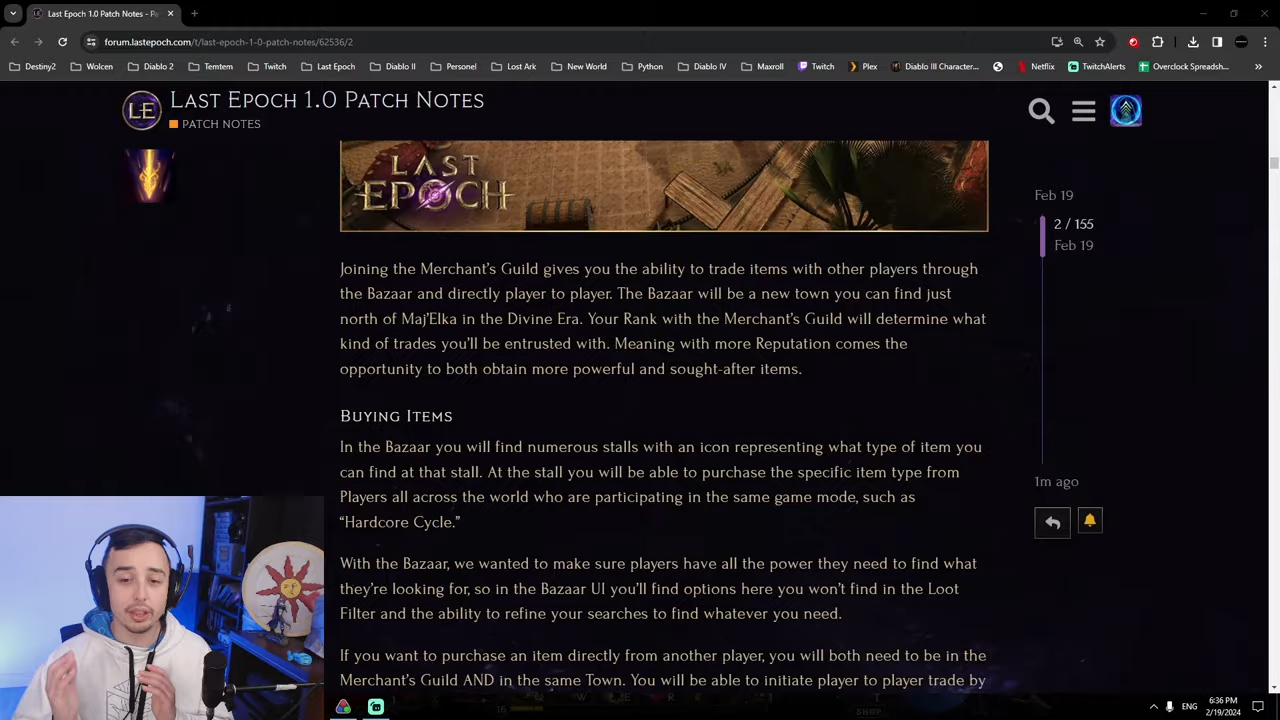 Last Epoch 1.0 Patch Notes - Pa
forum.lastepoch.com/t/last-epoch-1-0-patch-notes/62536/2
Destiny2 Wolcen Diablo 2 Temtem Twitch Last Epoch Diablo II Personel Lost Ark New World Python Diablo IV Maxroll Twitch Plex Diablo III Character... Netflix TwitchAlerts Overclock Spreadsh...
LE
Last Epoch 1.0 Patch Notes
PATCH NOTES
LAST
EPOCH
Joining the Merchant’s Guild gives you the ability to trade items with other players through
the Bazaar and directly player to player. The Bazaar will be a new town you can find just
north of Maj’Elka in the Divine Era. Your Rank with the Merchant’s Guild will determine what
kind of trades you’ll be entrusted with. Meaning with more Reputation comes the
opportunity to both obtain more powerful and sought-after items.
Buying Items
In the Bazaar you will find numerous stalls with an icon representing what type of item you
can find at that stall. At the stall you will be able to purchase the specific item type from
Players all across the world who are participating in the same game mode, such as
“Hardcore Cycle.”
With the Bazaar, we wanted to make sure players have all the power they need to find what
they’re looking for, so in the Bazaar UI you’ll find options here you won’t find in the Loot
Filter and the ability to refine your searches to find whatever you need.
If you want to purchase an item directly from another player, you will both need to be in the
Merchant’s Guild AND in the same Town. You will be able to initiate player to player trade by
Feb 19
2 / 155
Feb 19
1m ago
16 W E R T
SHOP
ENG
6:36 PM
2/19/2024